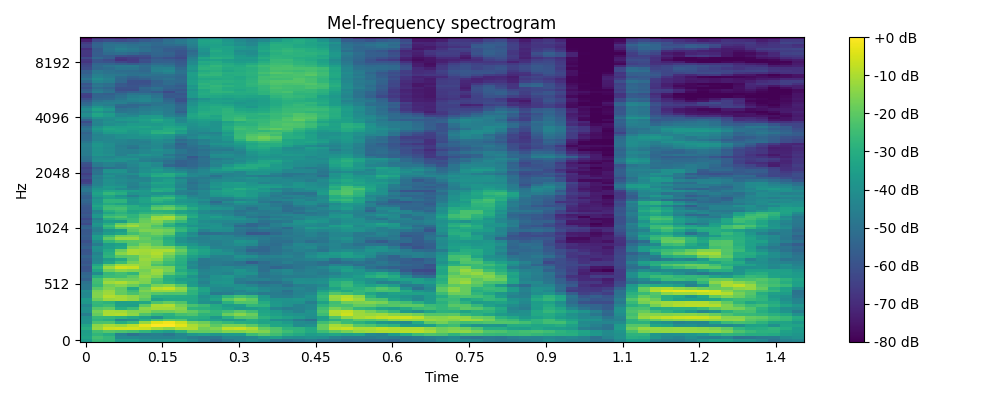 Mel-frequency spectrogram
Hz
8192
4096
2048
1024
512
0
0 0.15 0.3 0.45 0.6 0.75 0.9 1.1 1.2 1.4
Time
+0 dB
-10 dB
-20 dB
-30 dB
-40 dB
-50 dB
-60 dB
-70 dB
-80 dB